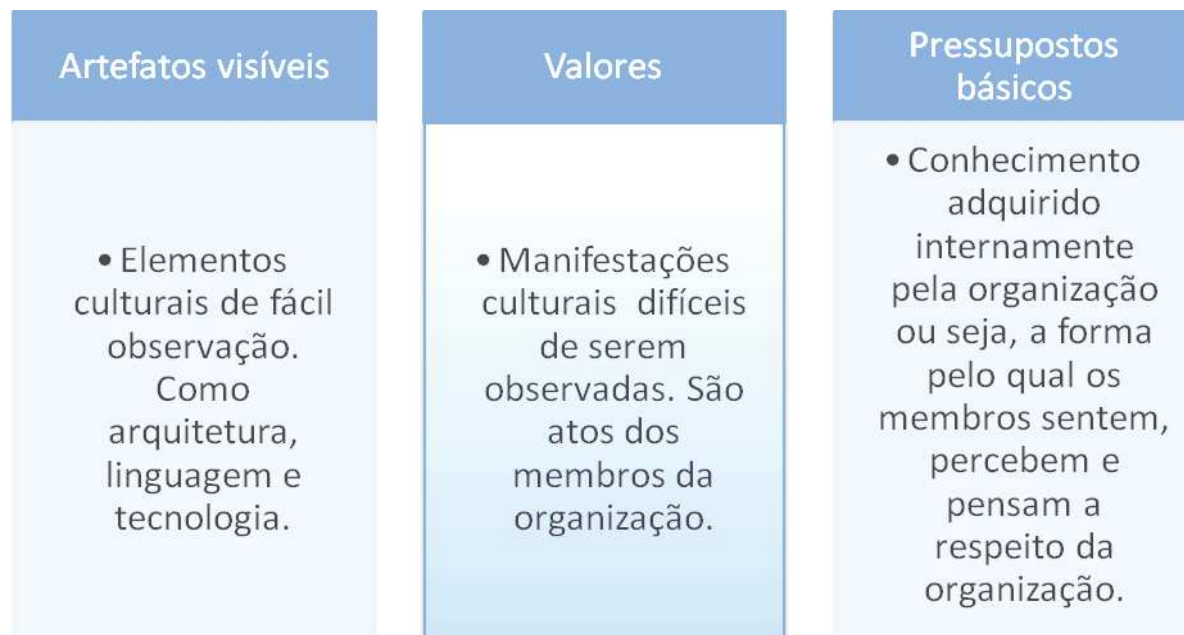 Artefatos visíveis
• Elementos
culturais de fácil
observação.
Como
arquitetura,
linguagem e
tecnologia.
Valores
• Manifestações
culturais difíceis
de serem
observadas. São
atos dos
membros da
organização.
Pressupostos
básicos
• Conhecimento
adquirido
internamente
pela organização
ou seja, a forma
pelo qual os
membros sentem,
percebem e
pensam a
respeito da
organização.